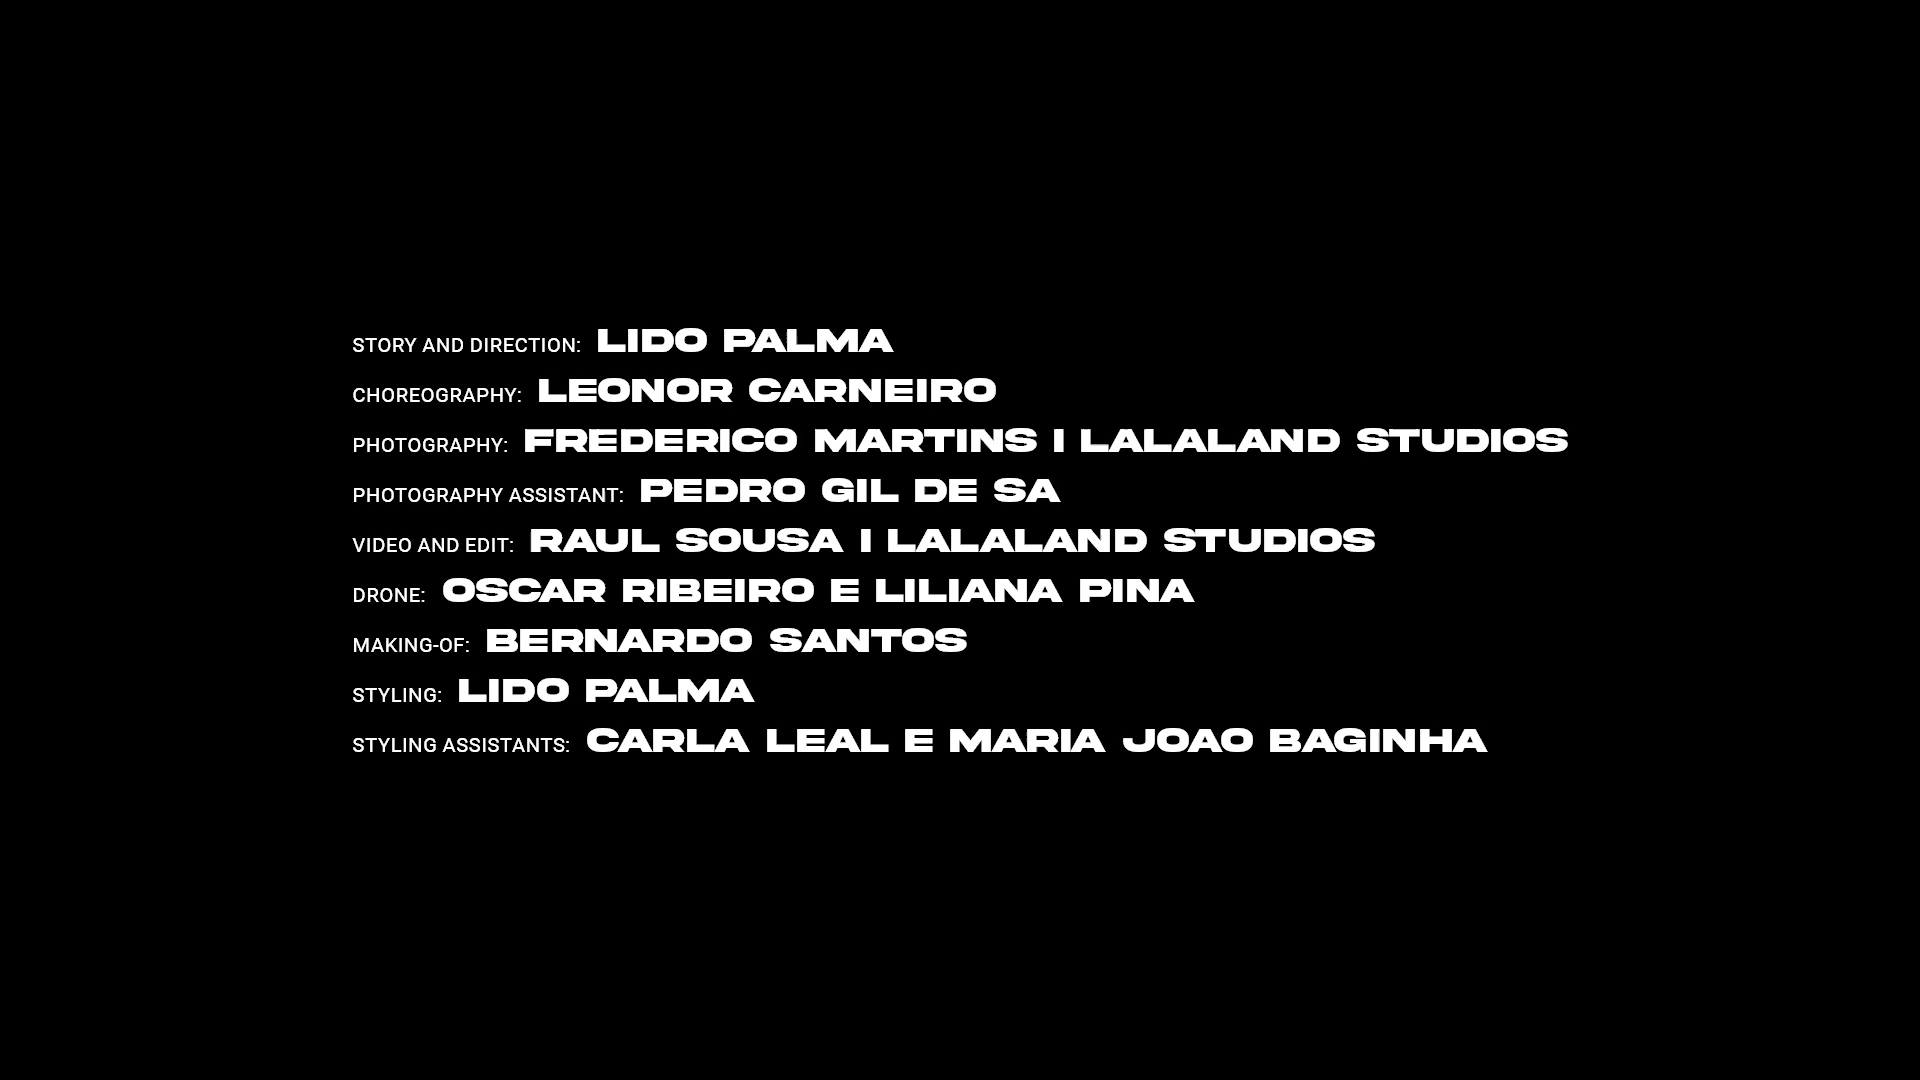 STORY AND DIRECTION: LIDO PALMA
CHOREOGRAPHY: LEONOR CARNEIRO
PHOTOGRAPHY: FREDERICO MARTINS I LALALAND STUDIOS
PHOTOGRAPHY ASSISTANT: PEDRO GIL DE SA
VIDEO AND EDIT: RAUL SOUSA I LALALAND STUDIOS
DRONE: OSCAR RIBEIRO E LILIANA PINA
MAKING-OF: BERNARDO SANTOS
STYLING: LIDO PALMA
STYLING ASSISTANTS: CARLA LEAL E MARIA JOAO BAGINHA